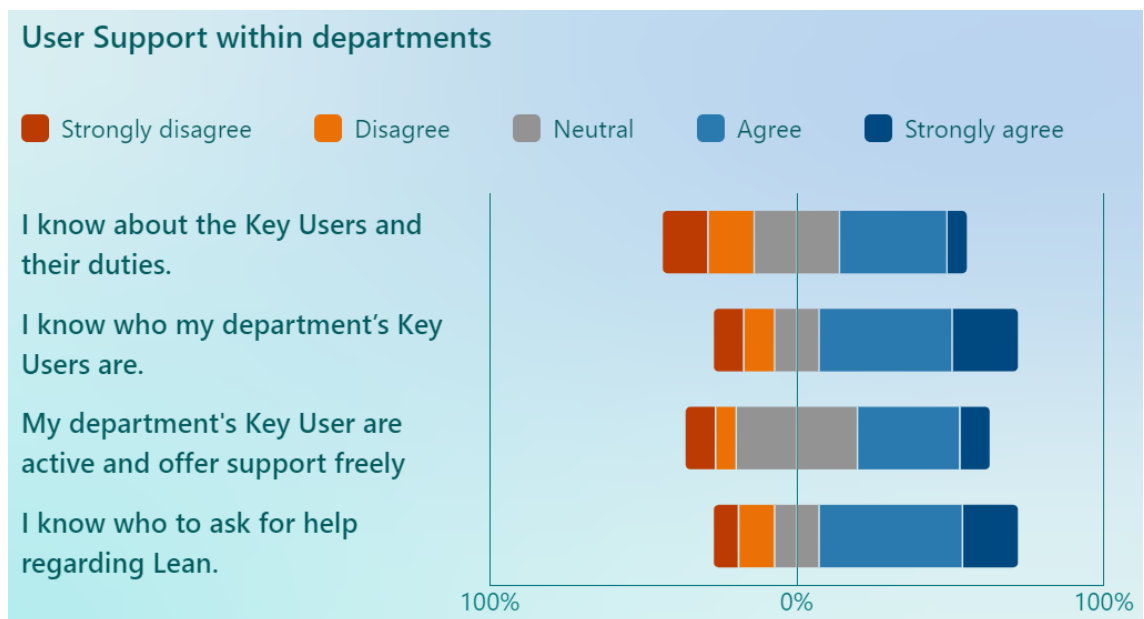 User Support within departments
Strongly disagree
Disagree
Neutral
Agree
Strongly agree
I know about the Key Users and
their duties.
I know who my department’s Key
Users are.
My department's Key User are
active and offer support freely
I know who to ask for help
regarding Lean.
100%
0%
100%